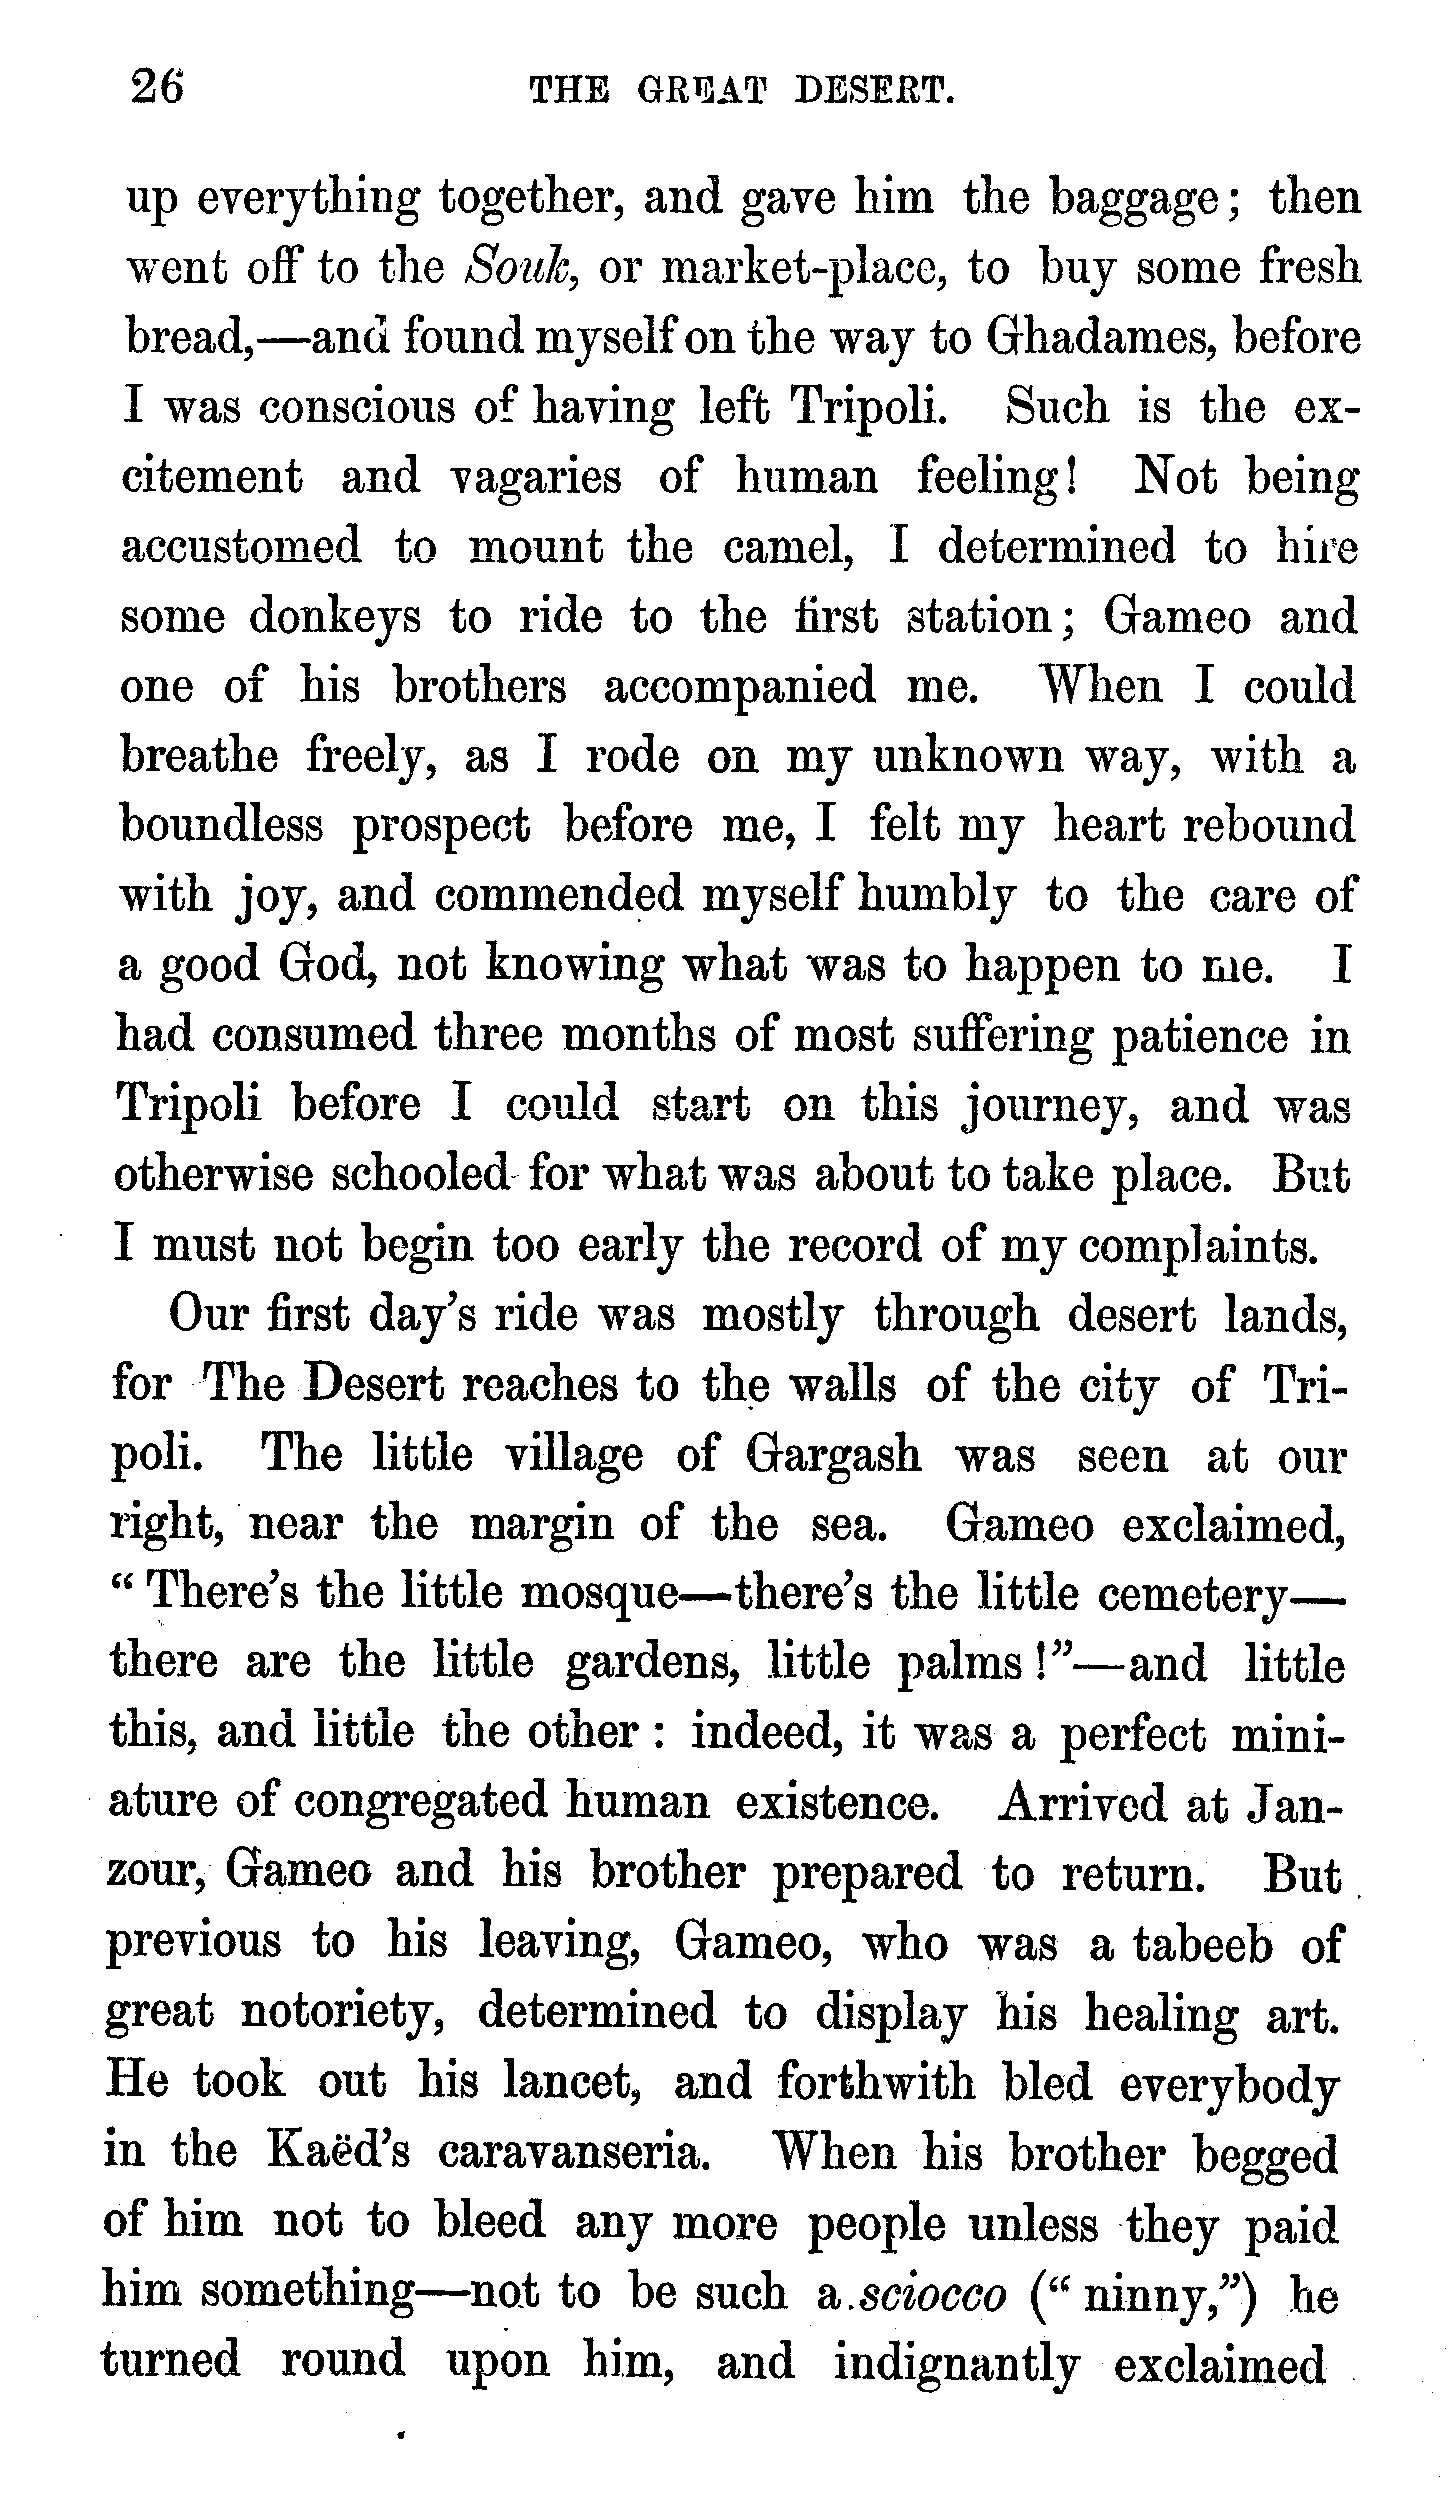 26 THE GREAT DESERT.
up everything together, and gave him the baggage; then
went off to the Souk, or market-place, to buy some fresh
bread,—and found myself on the way to Ghadames, before
I was conscious of having left Tripoli. Such is the ex-
citement and vagaries of human feeling! Not being
accustomed to mount the camel, I determined to hire
some donkeys to ride to the first station; Gameo and
one of his brothers accompanied me. When I could
breathe freely, as I rode on my unknown way, with a
boundless prospect before me, I felt my heart rebound
with joy, and commended myself humbly to the care of
a good God, not knowing what was to happen to me. I
had consumed three months of most suffering patience in
Tripoli before I could start on this journey, and was
otherwise schooled for what was about to take place. But
I must not begin too early the record of my complaints.
Our first day's ride was mostly through desert lands,
for The Desert reaches to the walls of the city of Tri-
poli. The little village of Gargash was seen at our
right, near the margin of the sea. Gameo exclaimed,
“There's the little mosque—there's the little cemetery—
there are the little gardens, little palms!”—and little
this, and little the other: indeed, it was a perfect mini-
ature of congregated human existence. Arrived at Jan-
zour, Gameo and his brother prepared to return. But
previous to his leaving, Gameo, who was a tabeeb of
great notoriety, determined to display his healing art.
He took out his lancet, and forthwith bled everybody
in the Kaëd's caravanseria. When his brother begged
of him not to bleed any more people unless they paid
him something—not to be such a sciocco (“ninny,”) he
turned round upon him, and indignantly exclaimed